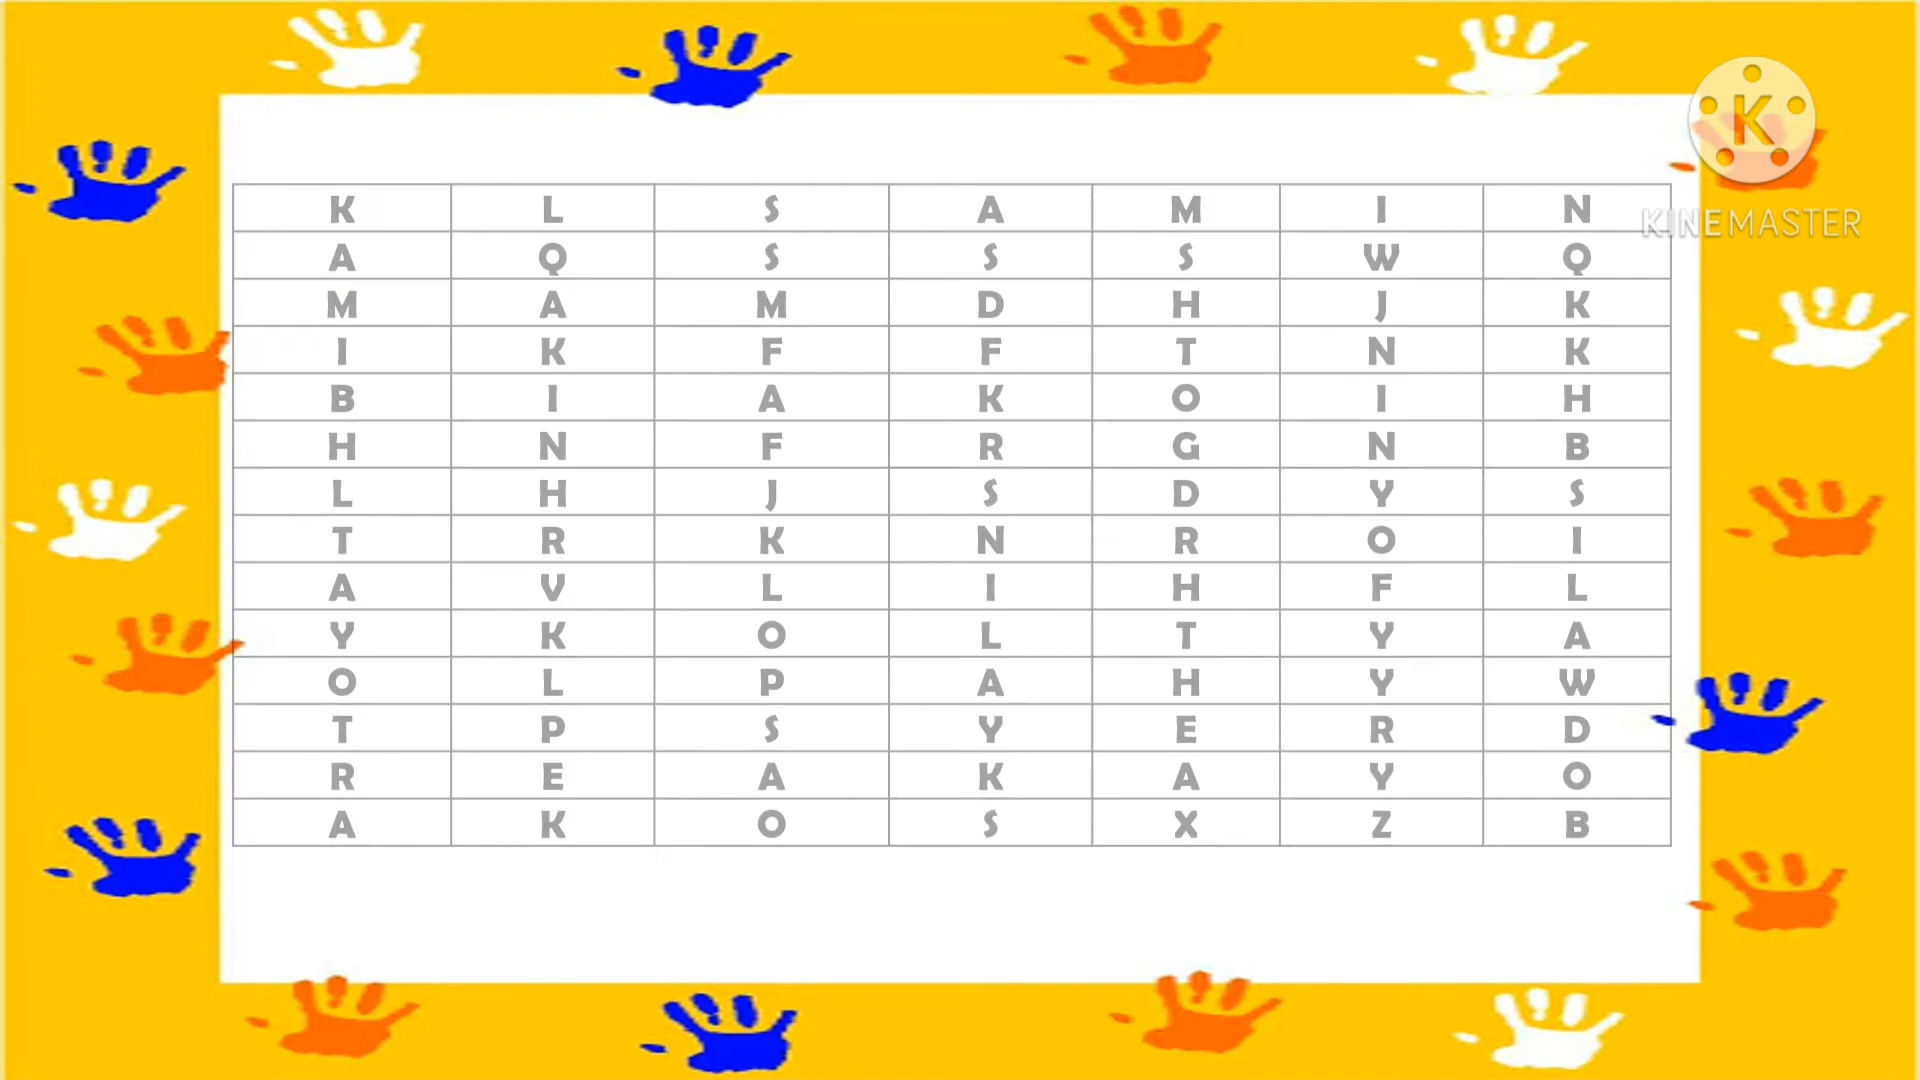 K
KINEMASTER
K L S A M I N
A Q S S S W Q
M A M D H J K
I K F F T N K
B I A K O I H
H N F R G N B
L H J S D Y S
T R K N R O I
A V L I H F L
Y K O L T Y A
O L P A H Y W
T P S Y E R D
R E A K A Y O
A K O S X Z B